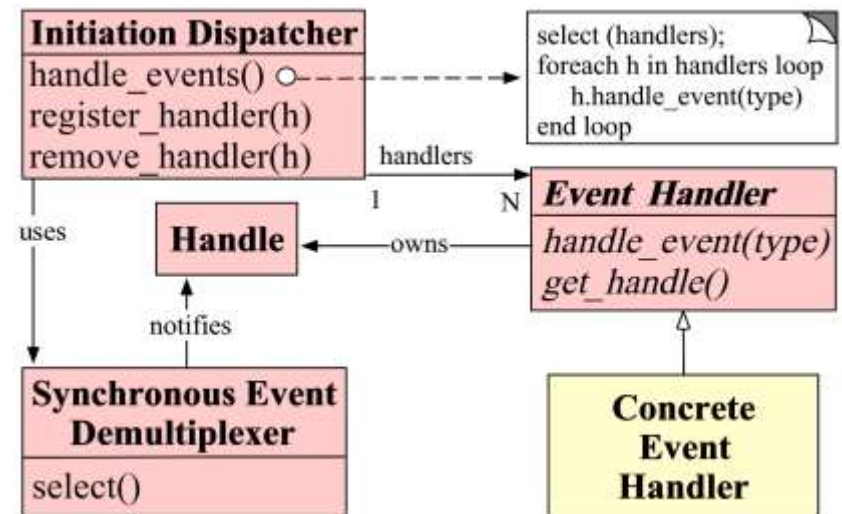 Initiation Dispatcher
handle_events()
register_handler(h)
remove_handler(h)
select (handlers);
foreach h in handlers loop
h.handle_event(type)
end loop
handlers
1
N
Event Handler
handle_event(type)
get_handle()
uses
Handle
owns
notifies
Synchronous Event
Demultiplexer
select()
Concrete
Event
Handler